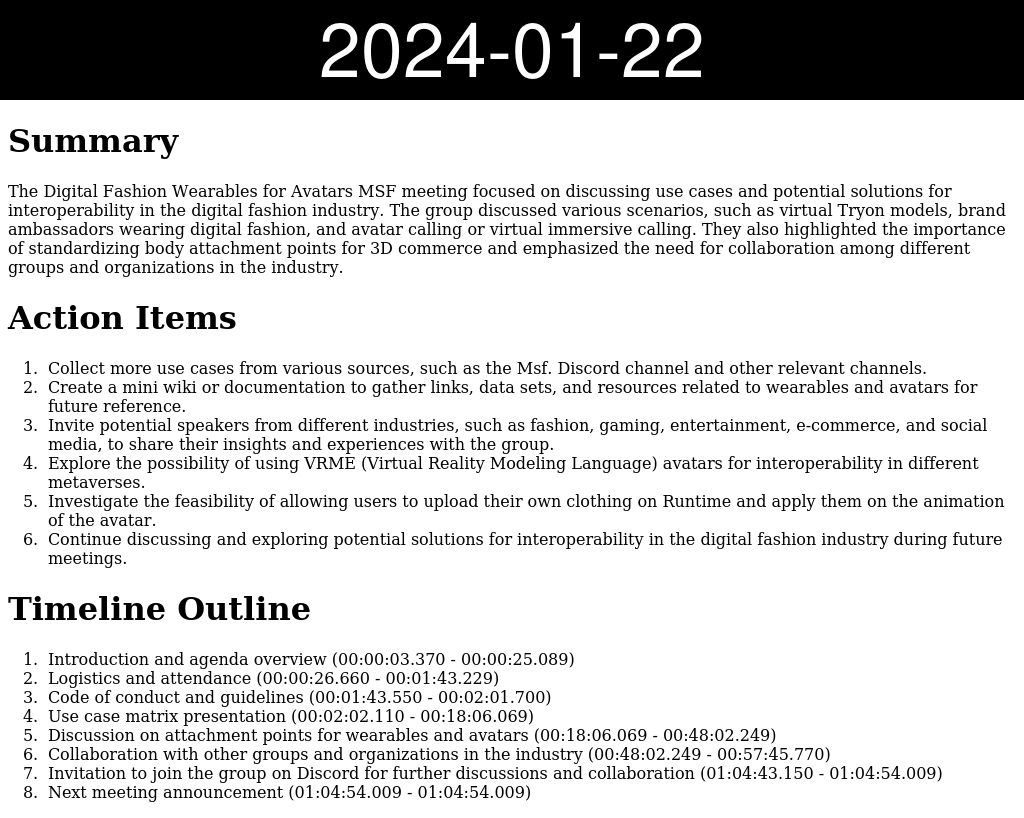 2024-01-22
Summary
The Digital Fashion Wearables for Avatars MSF meeting focused on discussing use cases and potential solutions for
interoperability in the digital fashion industry. The group discussed various scenarios, such as virtual Tryon models, brand
ambassadors wearing digital fashion, and avatar calling or virtual immersive calling. They also highlighted the importance
of standardizing body attachment points for 3D commerce and emphasized the need for collaboration among different
groups and organizations in the industry.
Action Items
1. Collect more use cases from various sources, such as the Msf. Discord channel and other relevant channels.
2. Create a mini wiki or documentation to gather links, data sets, and resources related to wearables and avatars for
future reference.
3. Invite potential speakers from different industries, such as fashion, gaming, entertainment, e-commerce, and social
media, to share their insights and experiences with the group.
4. Explore the possibility of using VRME (Virtual Reality Modeling Language) avatars for interoperability in different
metaverses.
5. Investigate the feasibility of allowing users to upload their own clothing on Runtime and apply them on the animation
of the avatar.
6. Continue discussing and exploring potential solutions for interoperability in the digital fashion industry during future
meetings.
Timeline Outline
1. Introduction and agenda overview (00:00:03.370 - 00:00:25.089)
2. Logistics and attendance (00:00:26.660 - 00:01:43.229)
3. Code of conduct and guidelines (00:01:43.550 - 00:02:01.700)
4. Use case matrix presentation (00:02:02.110 - 00:18:06.069)
5. Discussion on attachment points for wearables and avatars (00:18:06.069 - 00:48:02.249)
6. Collaboration with other groups and organizations in the industry (00:48:02.249 - 00:57:45.770)
7. Invitation to join the group on Discord for further discussions and collaboration (01:04:43.150 - 01:04:54.009)
8. Next meeting announcement (01:04:54.009 - 01:04:54.009)